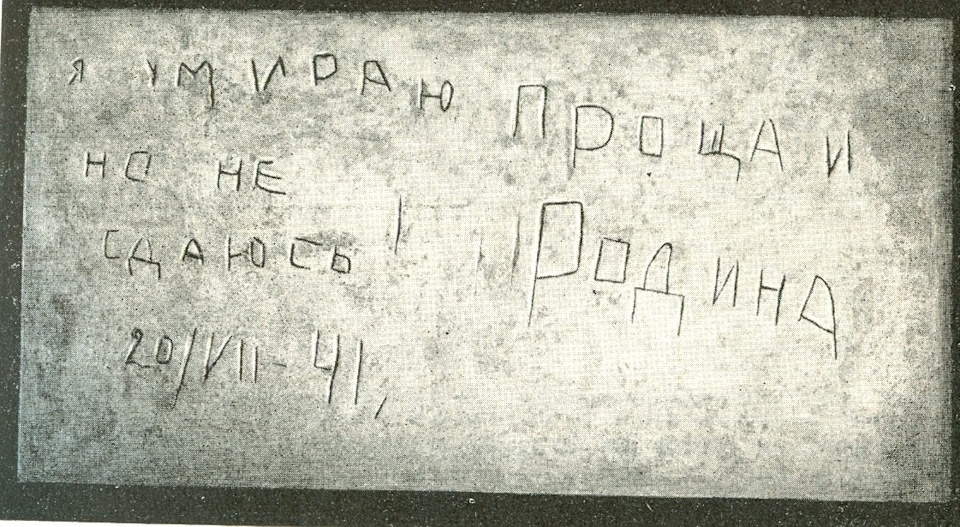 я умираю
но не
сдаюсь!
20/VII-41,
Прощаи
Родина